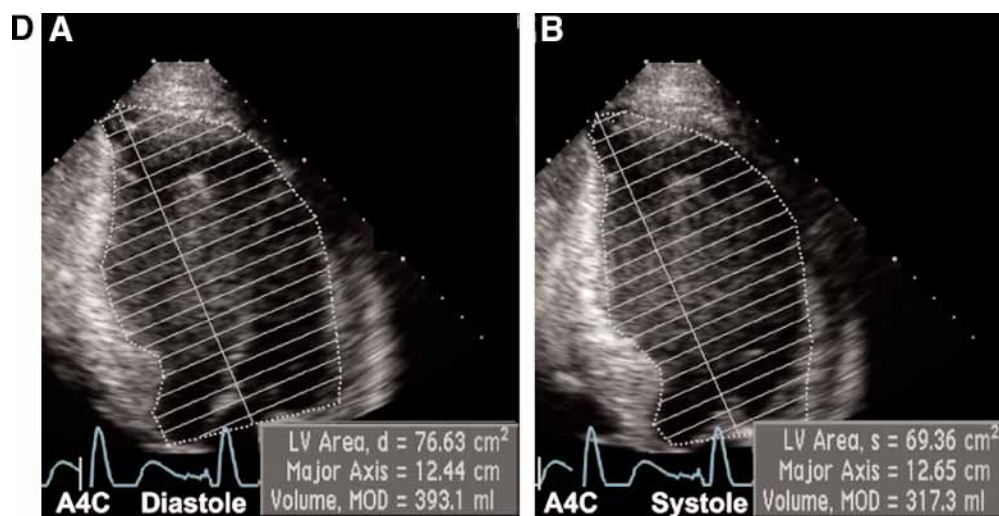 D A B
LV Area, d = 76.63 cm²
Major Axis = 12.44 cm
Volume, MOD = 393.1 ml
A4C Diastole
LV Area, s = 69.36 cm²
Major Axis = 12.65 cm
Volume, MOD = 317.3 ml
A4C Systole